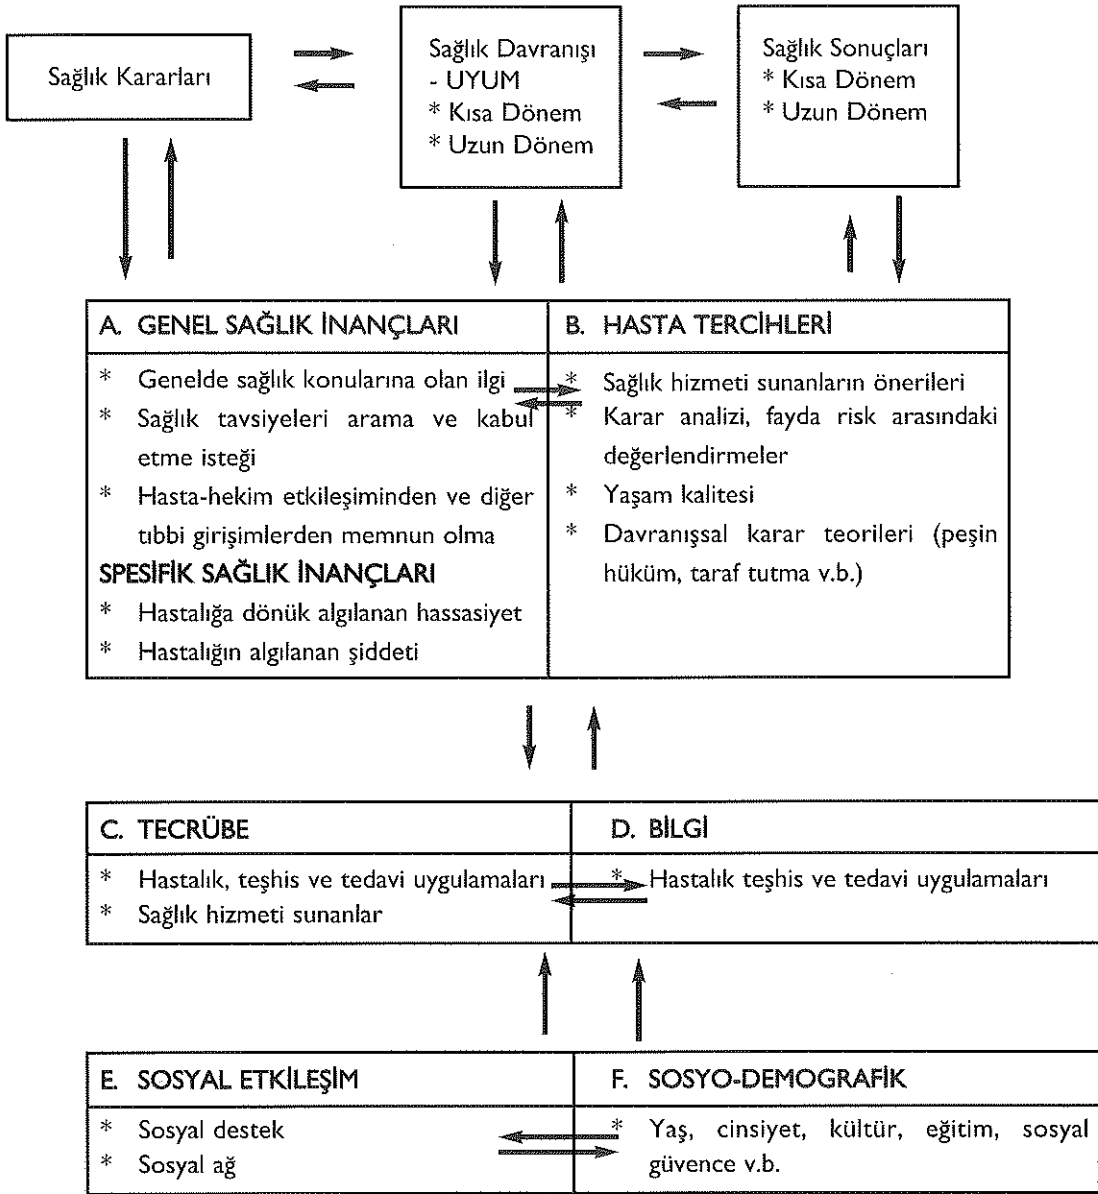 Sağlık Kararları
Sağlık Davranışı
- UYUM
* Kısa Dönem
* Uzun Dönem
Sağlık Sonuçları
* Kısa Dönem
* Uzun Dönem
A. GENEL SAĞLIK İNANÇLARI
* Genelde sağlık konularına olan ilgi
* Sağlık tavsiyeleri arama ve kabul
etme isteği
* Hasta-hekim etkileşiminden ve diğer
tıbbi girişimlerden memnun olma
SPESİFİK SAĞLIK İNANÇLARI
* Hastalığa dönük algılanan hassasiyet
* Hastalığın algılanan şiddeti
B. HASTA TERCİHLERİ
* Sağlık hizmeti sunanların önerileri
* Karar analizi, fayda risk arasındaki
değerlendirmeler
* Yaşam kalitesi
* Davranışsal karar teorileri (peşin
hüküm, taraf tutma v.b.)
C. TECRÜBE
* Hastalık, teşhis ve tedavi uygulamaları
* Sağlık hizmeti sunanlar
D. BİLGİ
* Hastalık teşhis ve tedavi uygulamaları
E. SOSYAL ETKİLEŞİM
* Sosyal destek
* Sosyal ağ
F. SOSYO-DEMOGRAFİK
* Yaş, cinsiyet, kültür, eğitim, sosyal
güvence v.b.